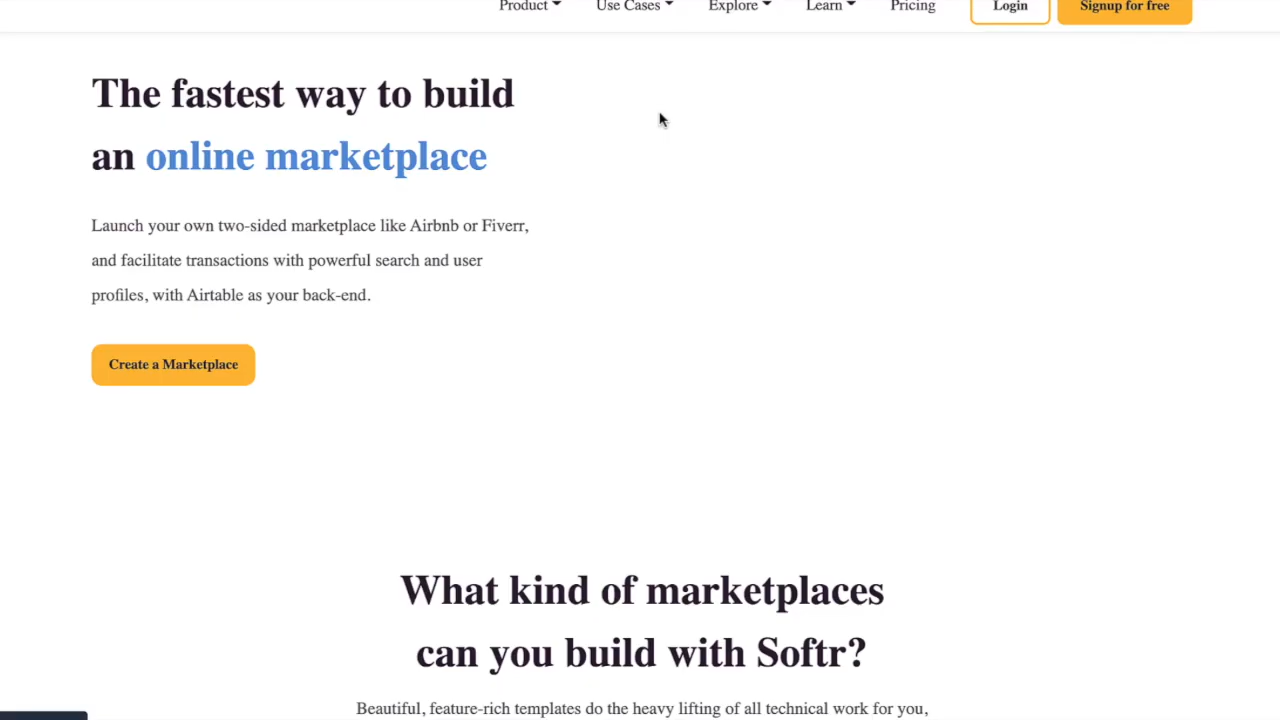 Product Use Cases Explore Learn Pricing Login Signup for free
The fastest way to build
an online marketplace
Launch your own two-sided marketplace like Airbnb or Fiverr,
and facilitate transactions with powerful search and user
profiles, with Airtable as your back-end.
Create a Marketplace
What kind of marketplaces
can you build with Softr?
Beautiful, feature-rich templates do the heavy lifting of all technical work for you,